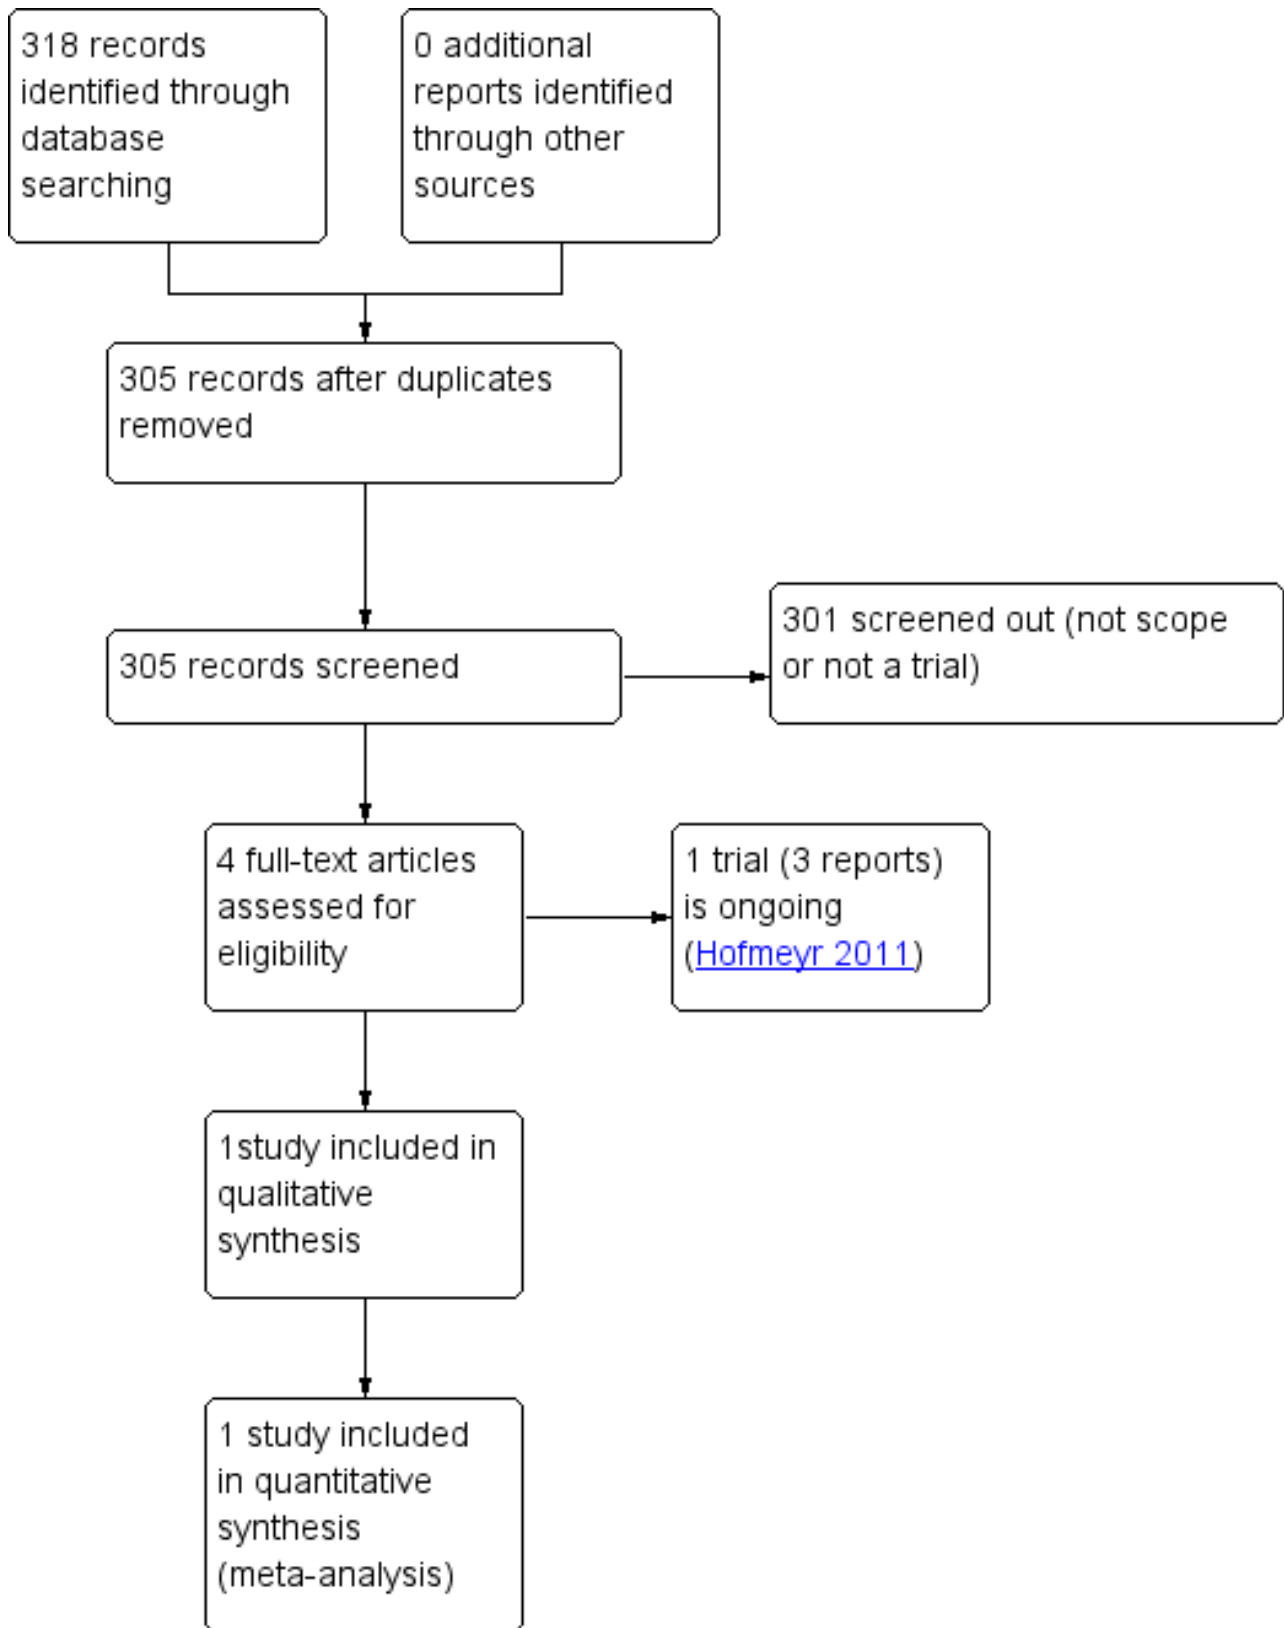 318 records
identified through
database
searching
0 additional
reports identified
through other
sources
305 records after duplicates
removed
305 records screened
301 screened out (not scope
or not a trial)
4 full-text articles
assessed for
eligibility
1 trial (3 reports)
is ongoing
(Hofmeyr 2011)
1study included in
qualitative
synthesis
1 study included
in quantitative
synthesis
(meta-analysis)